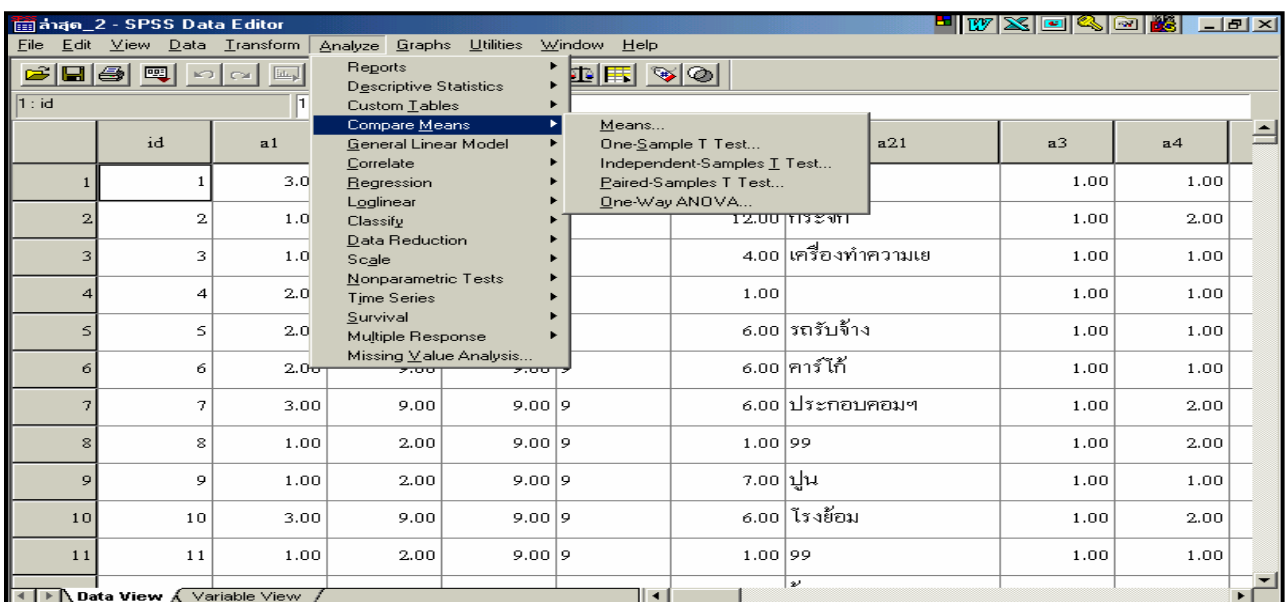 ล่าสุด_2 - SPSS Data Editor
File Edit View Data Transform Analyze Graphs Utilities Window Help
1 : id 1
Reports
Descriptive Statistics
Custom Tables
Compare Means
General Linear Model
Correlate
Regression
Loglinear
Classify
Data Reduction
Scale
Nonparametric Tests
Time Series
Survival
Multiple Response
Missing Value Analysis...
Means...
One-Sample T Test...
Independent-Samples T Test...
Paired-Samples T Test...
One-Way ANOVA...
id a1 a21 a3 a4
1 1 3.0 1.00 1.00
2 2 1.0 12.00 กระจก 1.00 2.00
3 3 1.0 4.00 เครื่องทำความเย 1.00 1.00
4 4 2.0 1.00 1.00 1.00
5 5 2.0 6.00 รถรับจ้าง 1.00 1.00
6 6 2.00 9.00 9.00 9 6.00 คาร์โก้ 1.00 1.00
7 7 3.00 9.00 9.00 9 6.00 ประกอบคอมฯ 1.00 2.00
8 8 1.00 2.00 9.00 9 1.00 99 1.00 2.00
9 9 1.00 2.00 9.00 9 7.00 ปูน 1.00 1.00
10 10 3.00 9.00 9.00 9 6.00 โรงย้อม 1.00 2.00
11 11 1.00 2.00 9.00 9 1.00 99 1.00 1.00
Data View Variable View